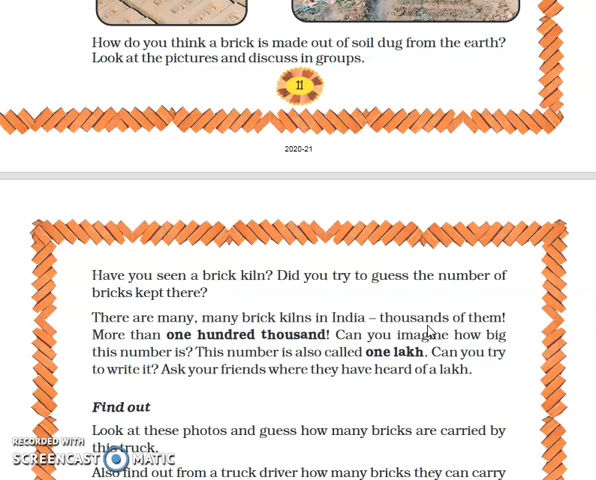 How do you think a brick is made out of soil dug from the earth?
Look at the pictures and discuss in groups.
11
2020-21
Have you seen a brick kiln? Did you try to guess the number of
bricks kept there?
There are many, many brick kilns in India – thousands of them!
More than one hundred thousand! Can you imagine how big
this number is? This number is also called one lakh. Can you try
to write it? Ask your friends where they have heard of a lakh.
Find out
Look at these photos and guess how many bricks are carried by
this truck.
RECORDED WITH
SCREENCAST MATIC
Also find out from a truck driver how many bricks they can carry